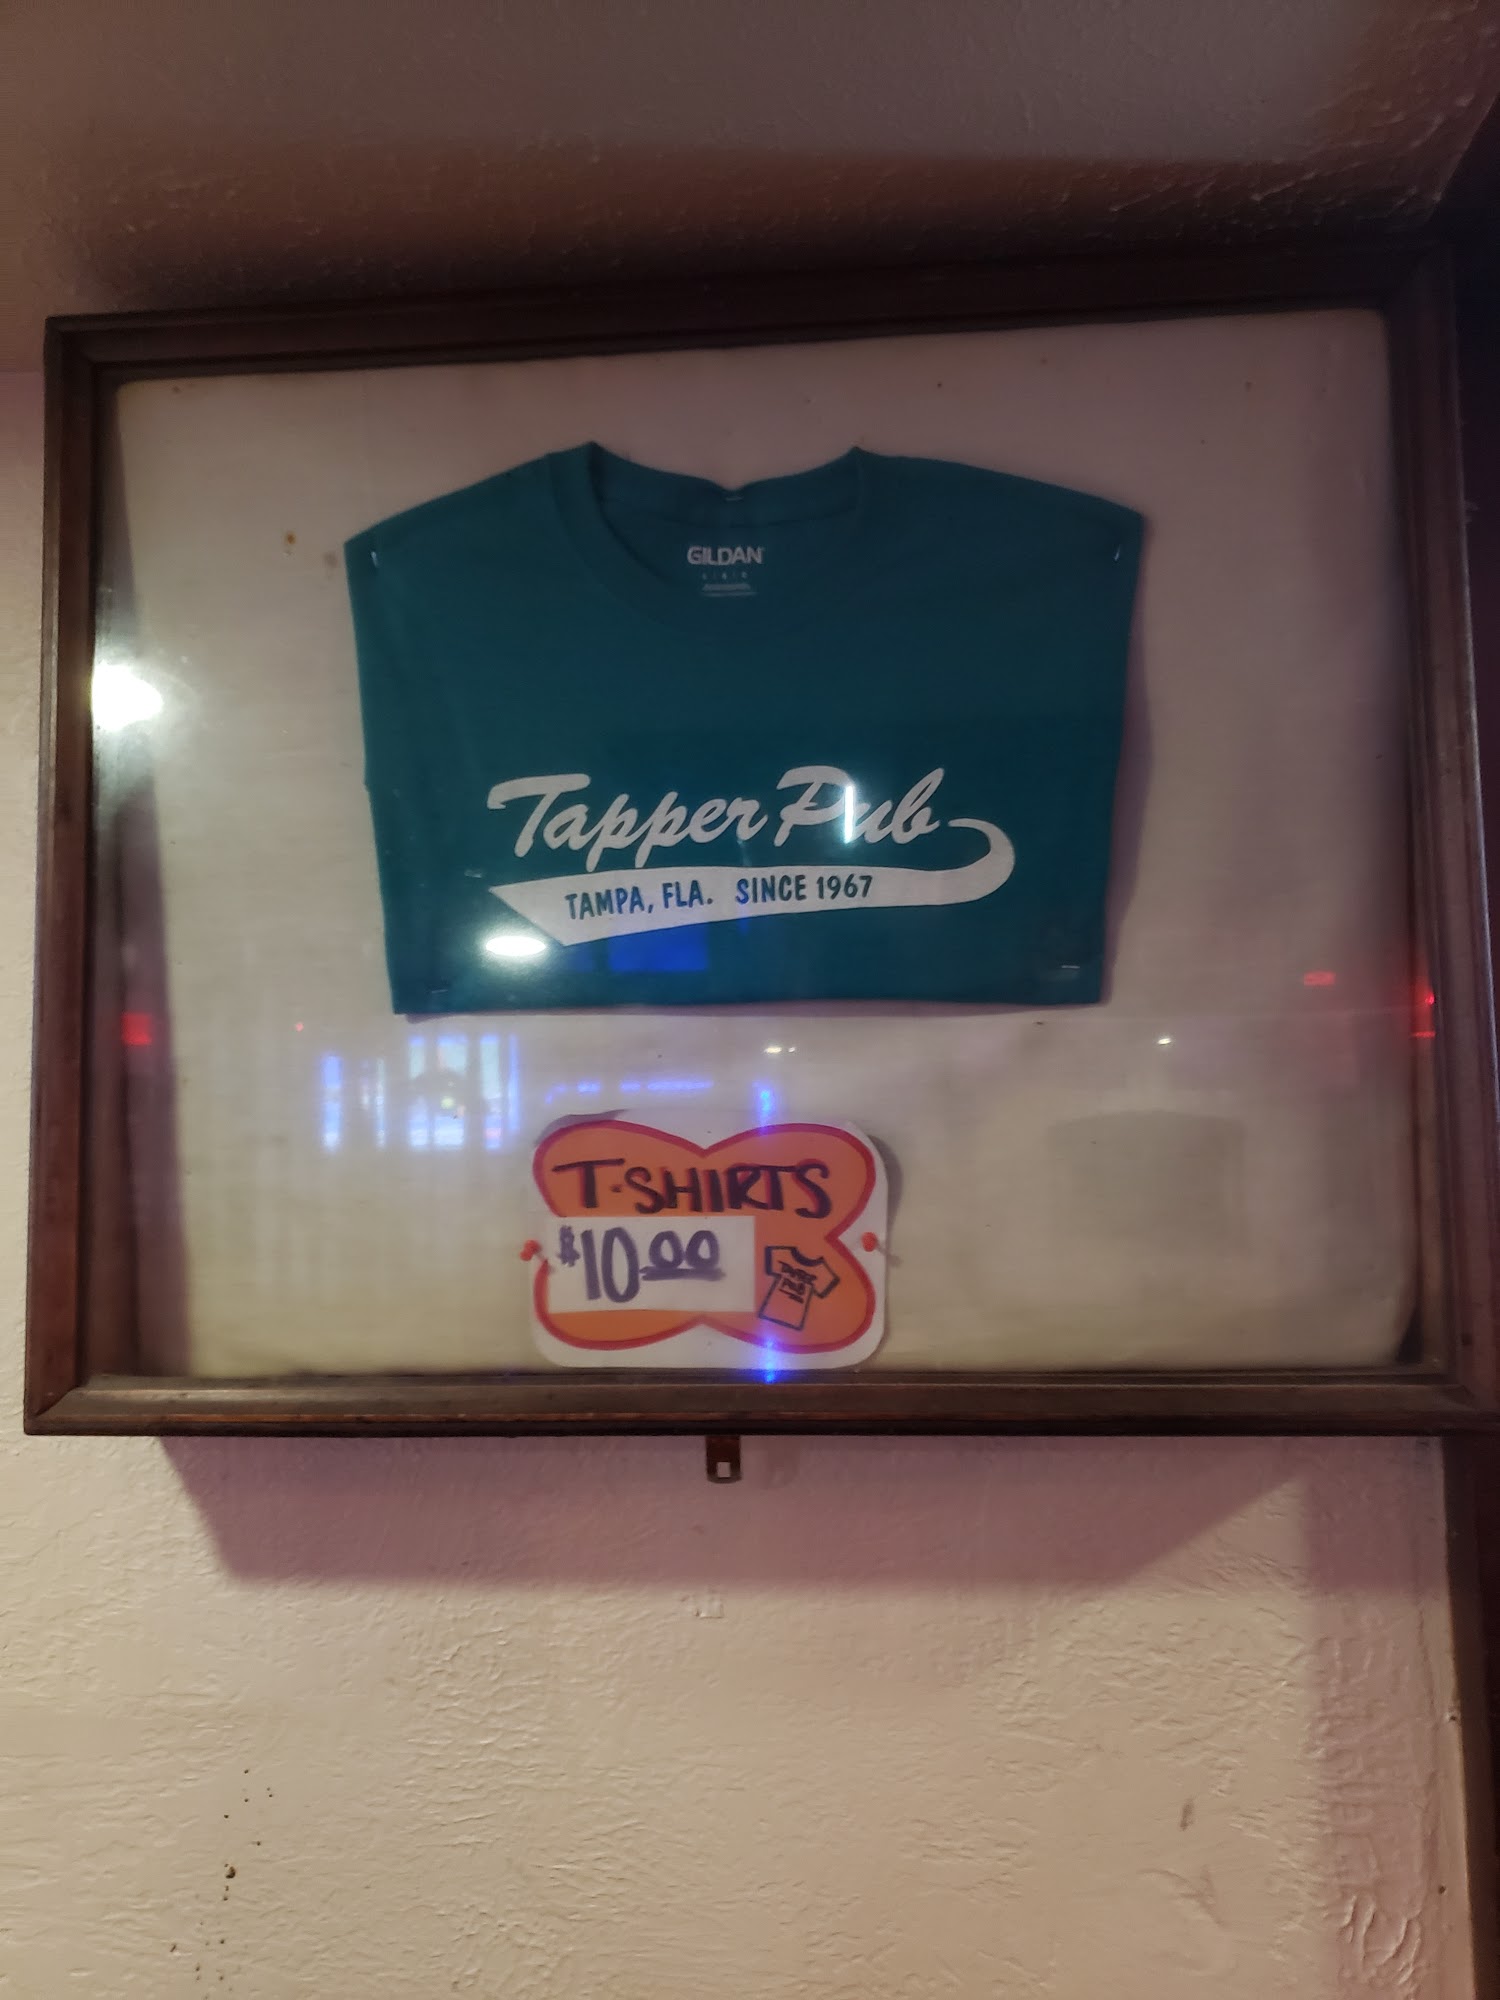 GILDAN
Tapper Pub
TAMPA, FLA. SINCE 1967
T-SHIRTS
$10.00